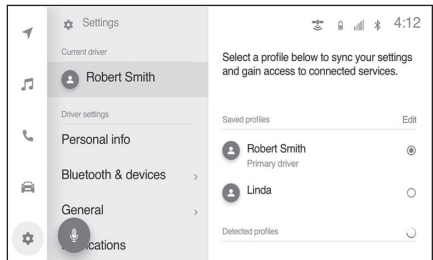 Settings
4:12
Current driver
Robert Smith
Driver settings
Personal info
Bluetooth & devices
General
Select a profile below to sync your settings
and gain access to connected services.
Saved profiles
Edit
Robert Smith
Primary driver
Linda
Detected profiles